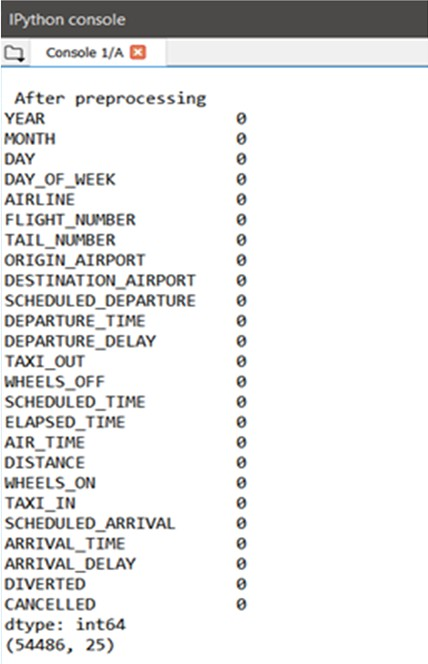 IPython console
Console 1/A
After preprocessing
YEAR 0
MONTH 0
DAY 0
DAY_OF_WEEK 0
AIRLINE 0
FLIGHT_NUMBER 0
TAIL_NUMBER 0
ORIGIN_AIRPORT 0
DESTINATION_AIRPORT 0
SCHEDULED_DEPARTURE 0
DEPARTURE_TIME 0
DEPARTURE_DELAY 0
TAXI_OUT 0
WHEELS_OFF 0
SCHEDULED_TIME 0
ELAPSED_TIME 0
AIR_TIME 0
DISTANCE 0
WHEELS_ON 0
TAXI_IN 0
SCHEDULED_ARRIVAL 0
ARRIVAL_TIME 0
ARRIVAL_DELAY 0
DIVERTED 0
CANCELLED 0
dtype: int64
(54486, 25)